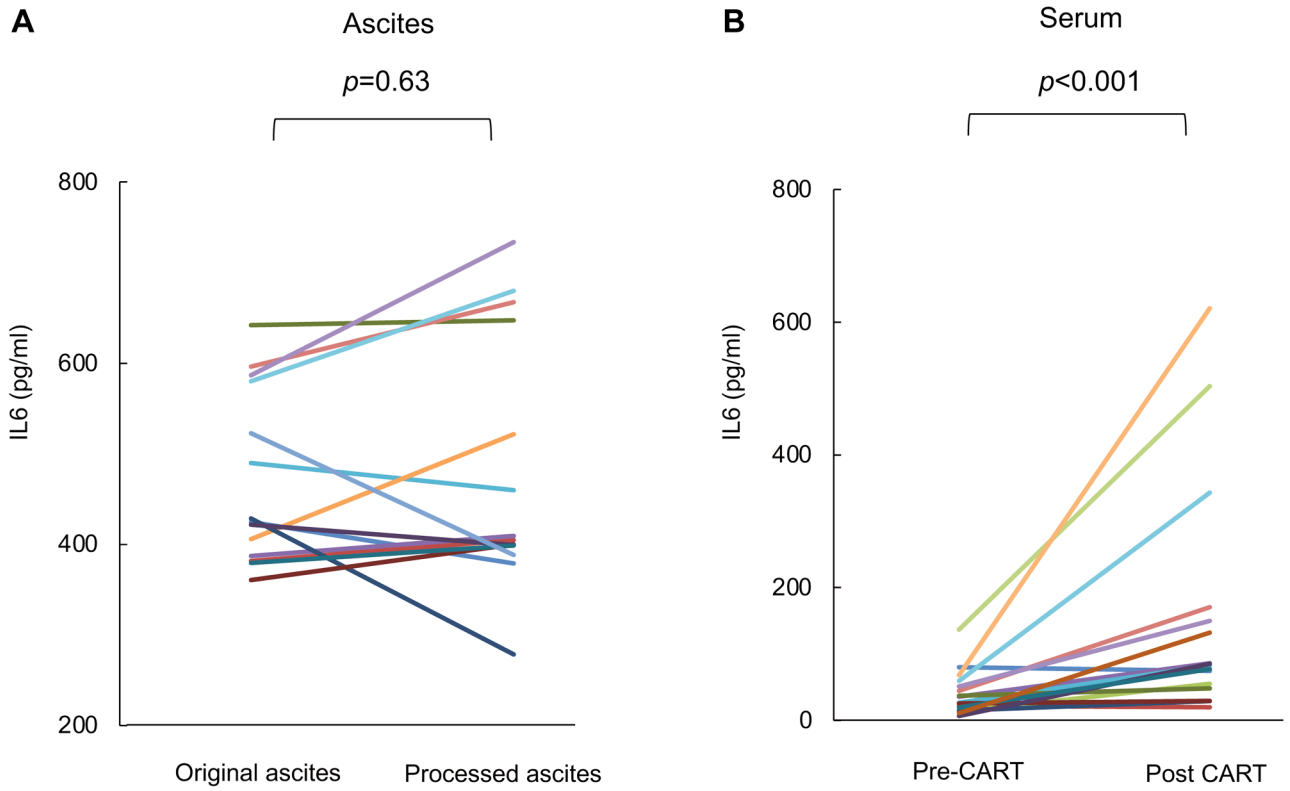 A
Ascites
p=0.63
IL6 (pg/ml)
800
600
400
200
Original ascites
Processed ascites
B
Serum
p<0.001
IL6 (pg/ml)
800
600
400
200
0
Pre-CART
Post CART